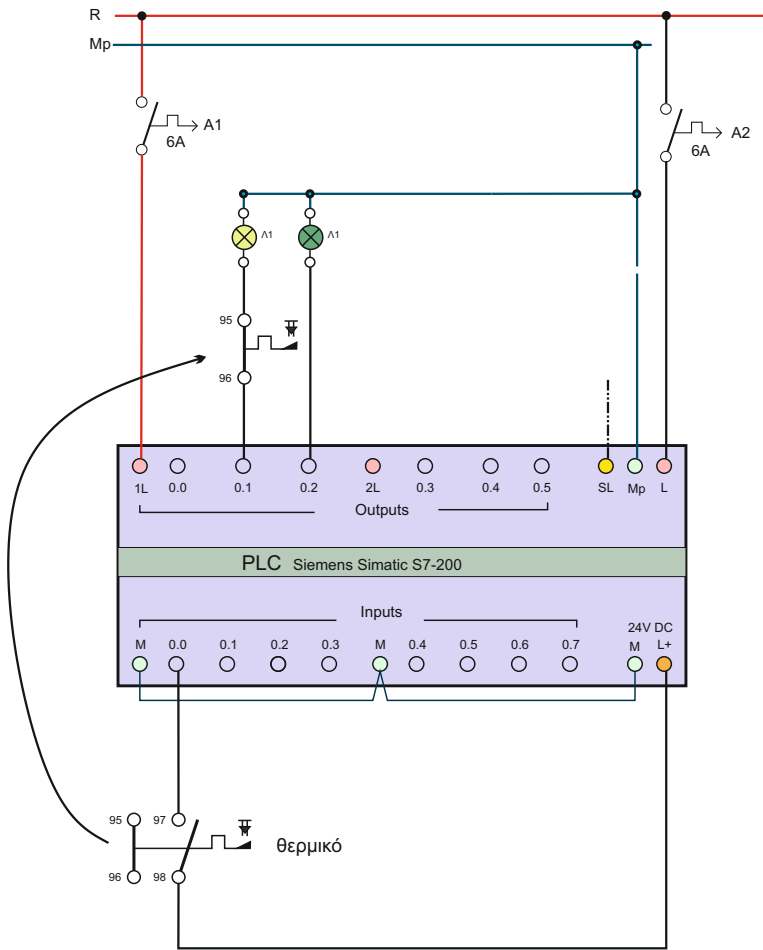 R
Mp
A1
6A
A2
6A
Λ1
Λ1
95
96
1L 0.0 0.1 0.2 2L 0.3 0.4 0.5 SL Mp L
Outputs
PLC Siemens Simatic S7-200
Inputs
24V DC
M 0.0 0.1 0.2 0.3 M 0.4 0.5 0.6 0.7 M L+
95 97
θερμικό
96 98